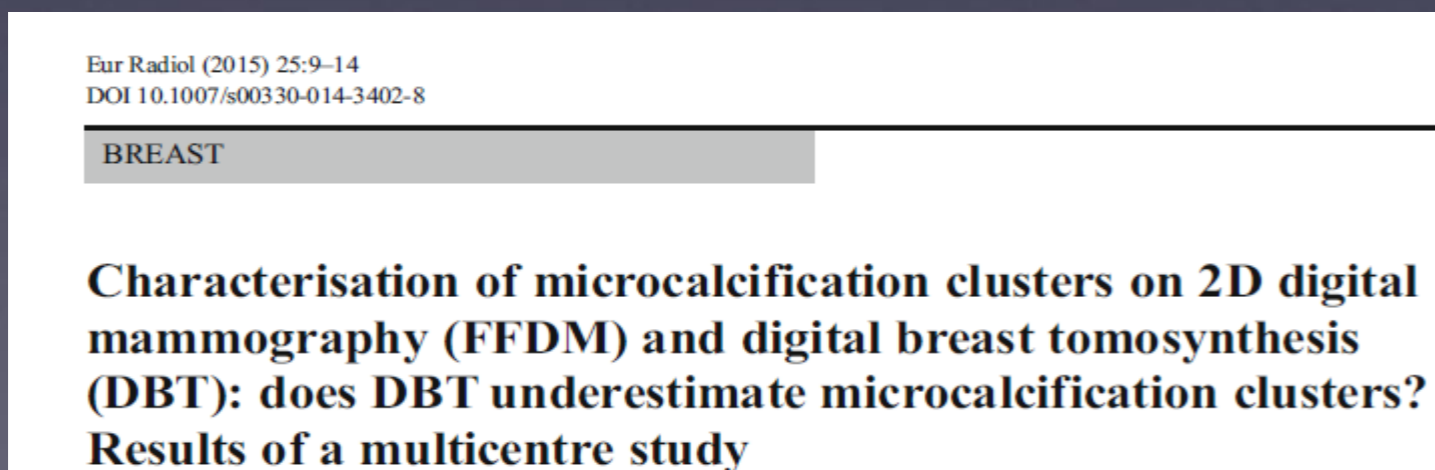 Eur Radiol (2015) 25:9–14
DOI 10.1007/s00330-014-3402-8
BREAST
Characterisation of microcalcification clusters on 2D digital
mammography (FFDM) and digital breast tomosynthesis
(DBT): does DBT underestimate microcalcification clusters?
Results of a multicentre study